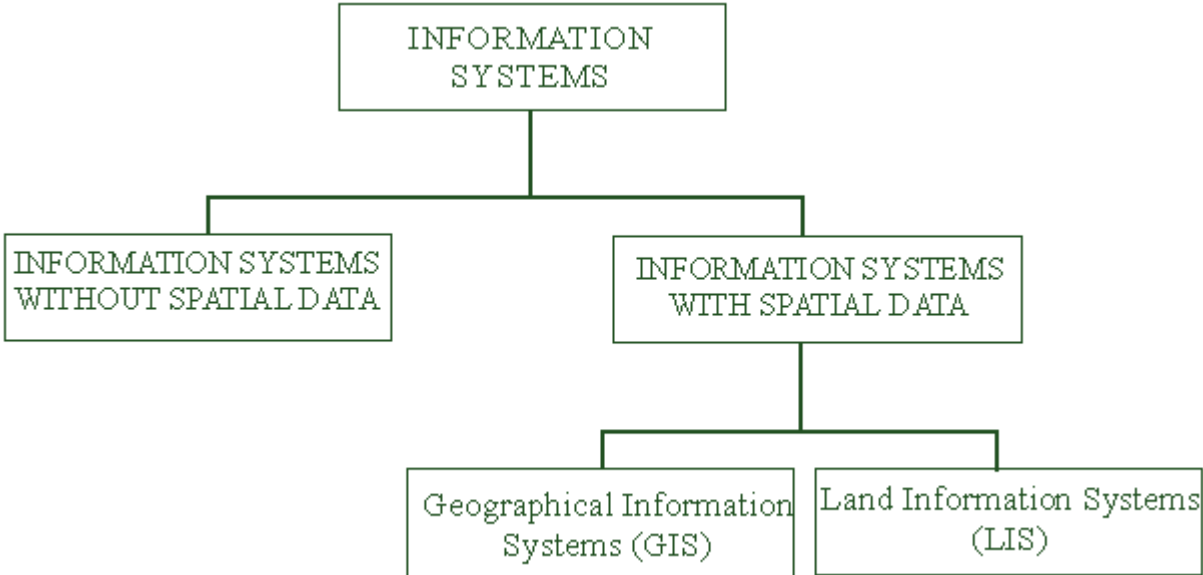 INFORMATION
SYSTEMS
INFORMATION SYSTEMS
WITHOUT SPATIAL DATA
INFORMATION SYSTEMS
WITH SPATIAL DATA
Geographical Information
Systems (GIS)
Land Information Systems
(LIS)